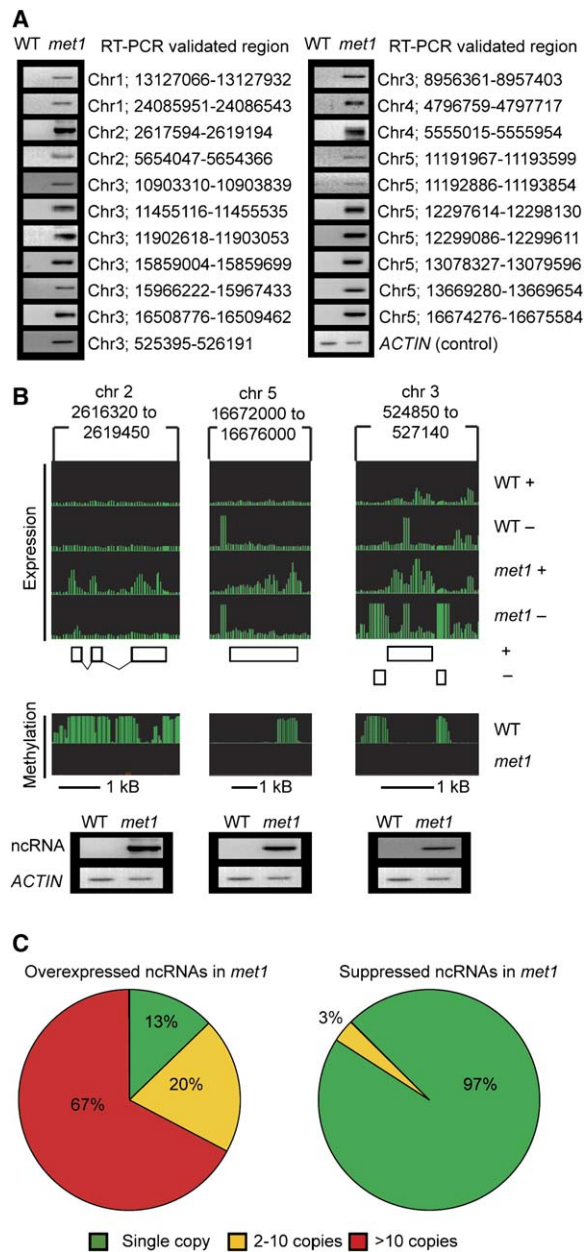 A
WT met1 RT-PCR validated region
Chr1; 13127066-13127932
Chr1; 24085951-24086543
Chr2; 2617594-2619194
Chr2; 5654047-5654366
Chr3; 10903310-10903839
Chr3; 11455116-11455535
Chr3; 11902618-11903053
Chr3; 15859004-15859699
Chr3; 15966222-15967433
Chr3; 16508776-16509462
Chr3; 525395-526191
WT met1 RT-PCR validated region
Chr3; 8956361-8957403
Chr4; 4796759-4797717
Chr4; 5555015-5555954
Chr5; 11191967-11193599
Chr5; 11192886-11193854
Chr5; 12297614-12298130
Chr5; 12299086-12299611
Chr5; 13078327-13079596
Chr5; 13669280-13669654
Chr5; 16674276-16675584
ACTIN (control)
B
chr 2
2616320 to
2619450
chr 5
16672000 to
16676000
chr 3
524850 to
527140
Expression
WT +
WT –
met1 +
met1 –
+
–
Methylation
WT
met1
1 kB
1 kB
1 kB
WT met1
WT met1
WT met1
ncRNA
ACTIN
C
Overexpressed ncRNAs in met1
Suppressed ncRNAs in met1
13%
20%
67%
3%
97%
Single copy
2-10 copies
>10 copies